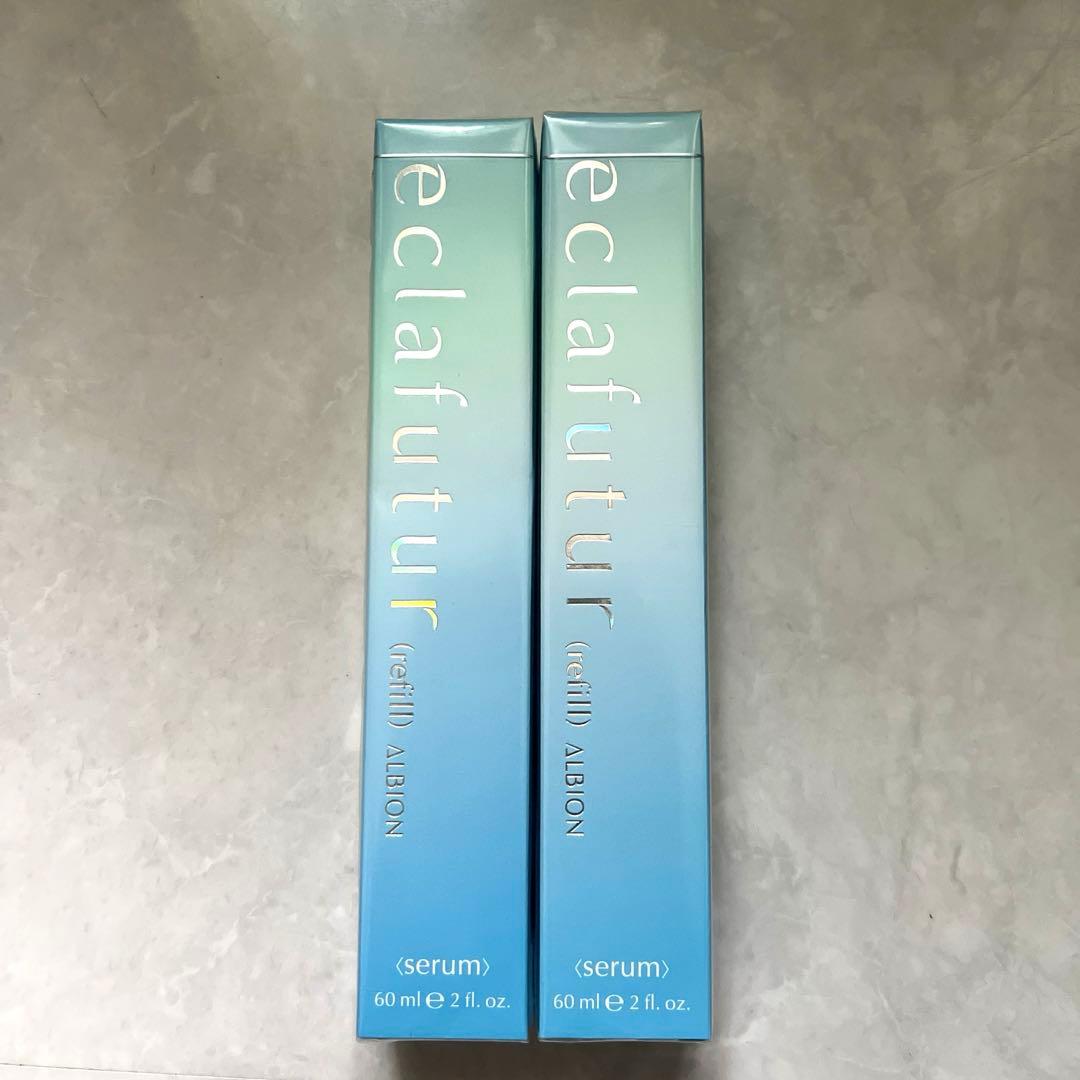 eclafutur (refill) ALBION
〈serum〉
60 ml ℮ 2 fl. oz.
eclafutur (refill) ALBION
〈serum〉
60 ml ℮ 2 fl. oz.